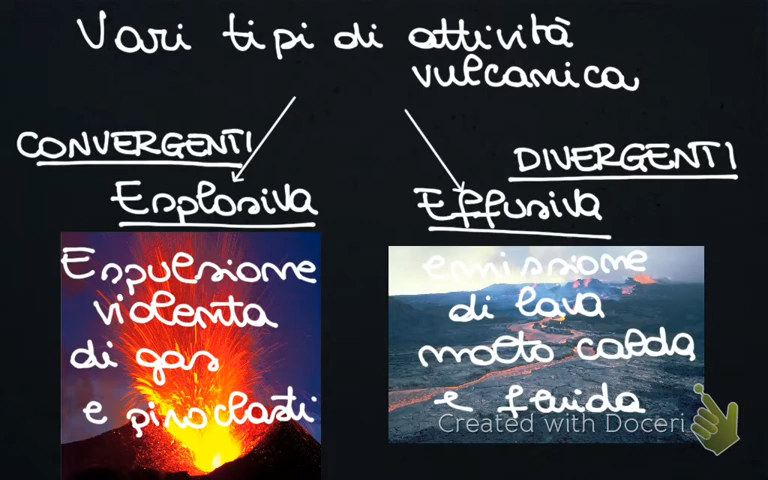 Vari tipi di attività
vulcanica
CONVERGENTI
Esplosiva
Espulsione
violenta
di gas
e piroclasti
DIVERGENTI
Effusiva
emissione
di lava
molto calda
e fluida
Created with Doceri